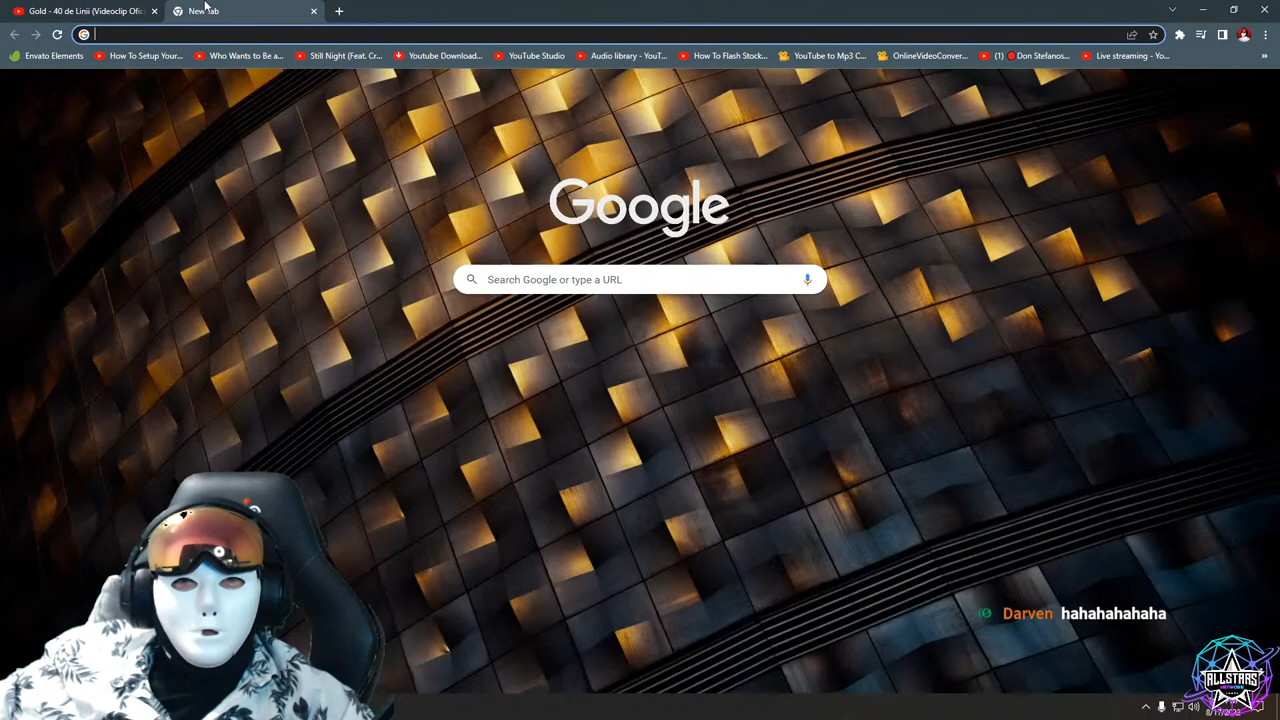 Gold - 40 de Linii (Videoclip Ofici
New Tab
Envato Elements
How To Setup Your...
Who Wants to Be a...
Still Night (Feat. Cr...
Youtube Download...
YouTube Studio
Audio library - YouT...
How To Flash Stock...
YouTube to Mp3 C...
OnlineVideoConver...
(1) 🔴Don Stefanos...
Live streaming - Yo...
»
Google
Search Google or type a URL
Darven hahahahahaha
ALLSTARS
NETWORK